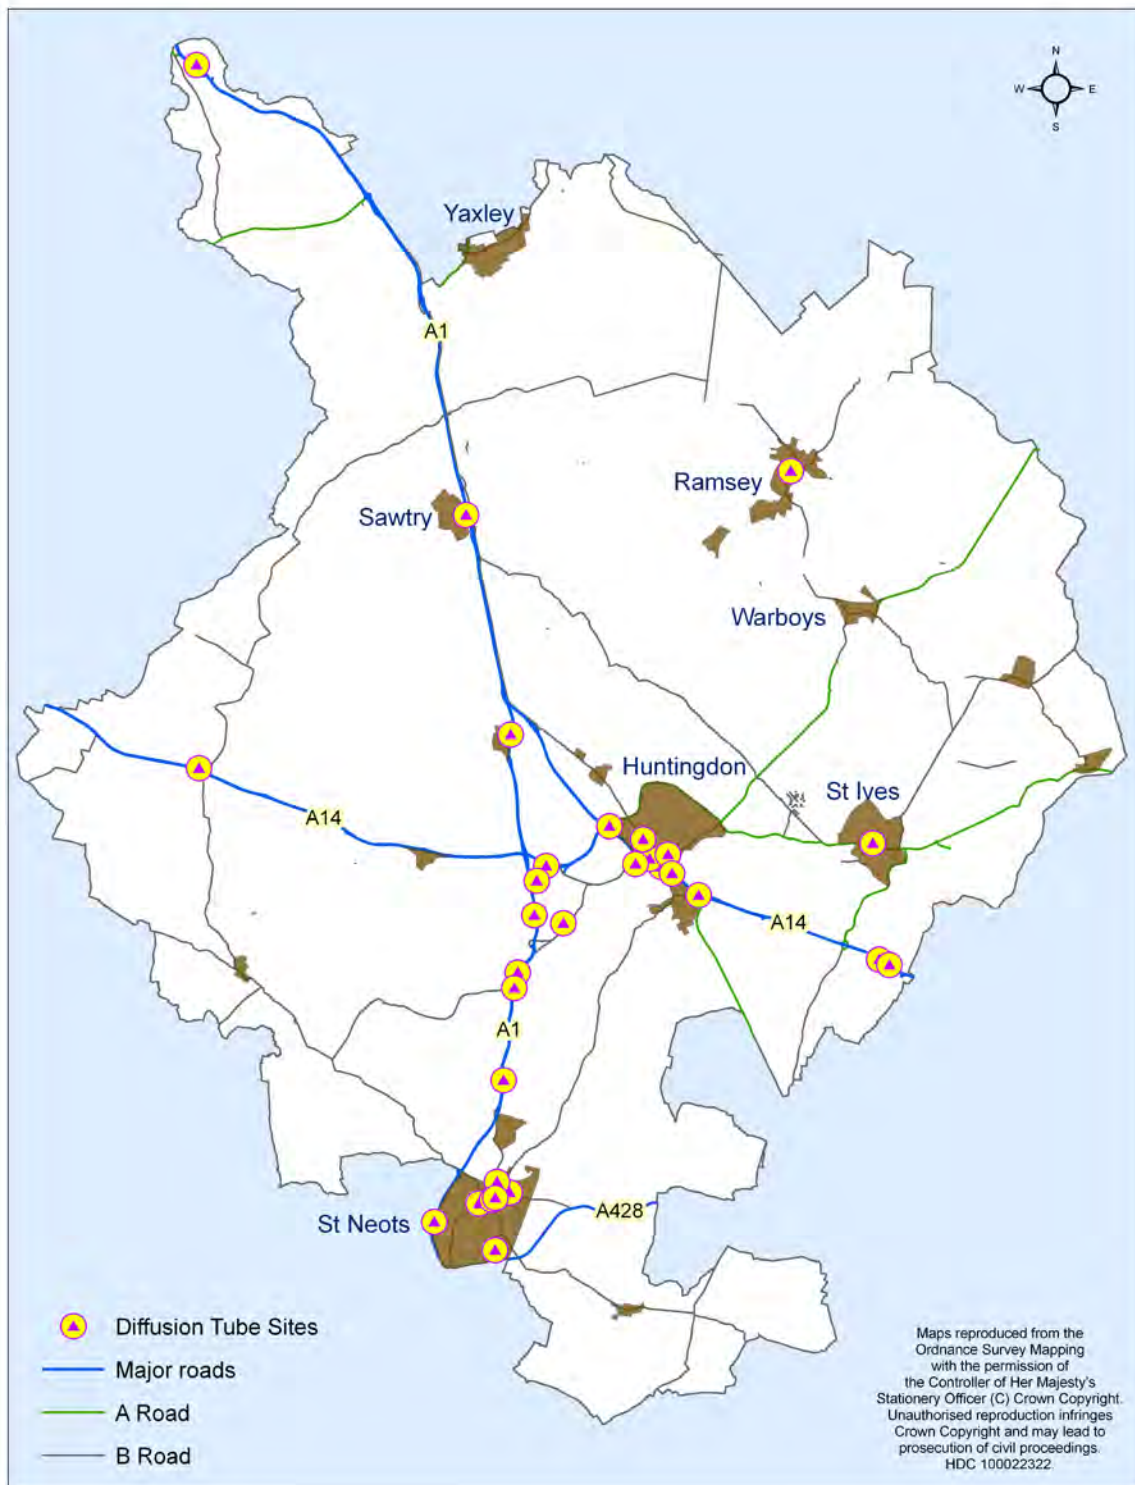 N
W E
S
Yaxley
A1
Ramsey
Sawtry
Warboys
Huntingdon
St Ives
A14
A14
A1
A428
St Neots
Diffusion Tube Sites
Major roads
A Road
B Road
Maps reproduced from the
Ordnance Survey Mapping
with the permission of
the Controller of Her Majesty's
Stationery Officer (C) Crown Copyright.
Unauthorised reproduction infringes
Crown Copyright and may lead to
prosecution of civil proceedings.
HDC 100022322